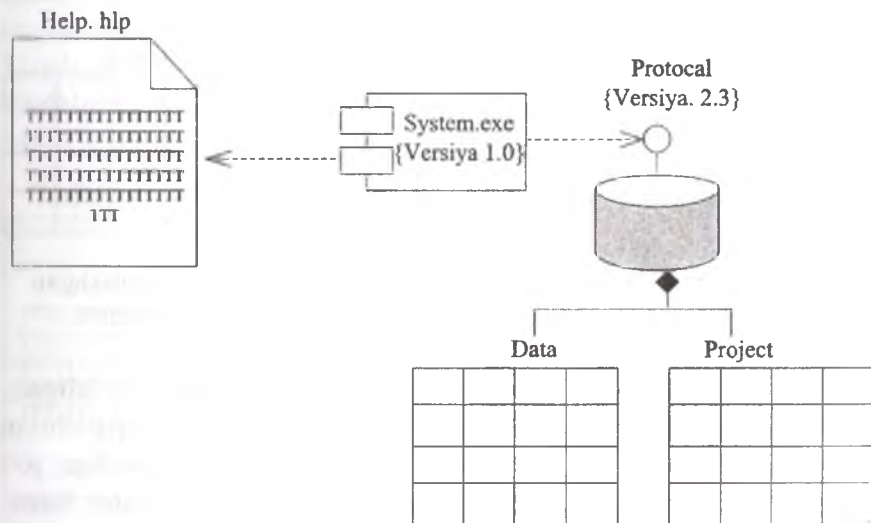 Help. hlp
System.exe
{Versiya 1.0}
Protocal
{Versiya. 2.3}
Data
Project